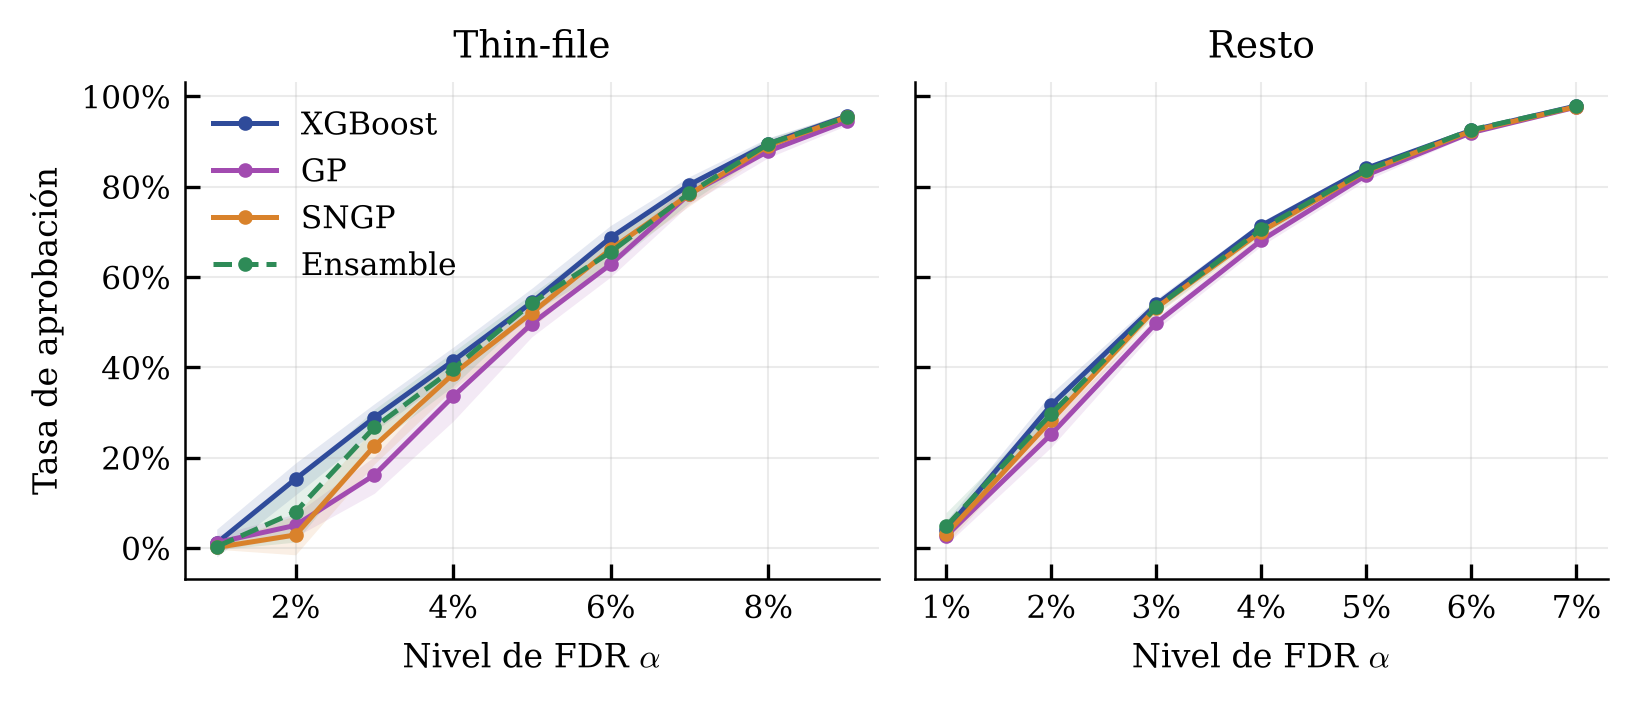 Thin-file
Resto
Tasa de aprobación
100%
80%
60%
40%
20%
0%
XGBoost
GP
SNGP
Ensamble
2%
4%
6%
8%
1%
2%
3%
4%
5%
6%
7%
Nivel de FDR α
Nivel de FDR α